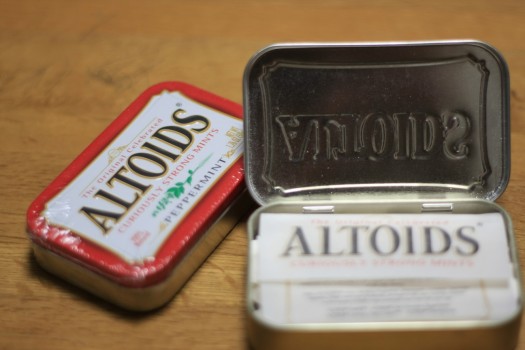 The Original Celebrated
ALTOIDS®
CURIOUSLY STRONG MINTS
PEPPERMINT
ALTOIDS
ALTOIDS®
CURIOUSLY STRONG MINTS